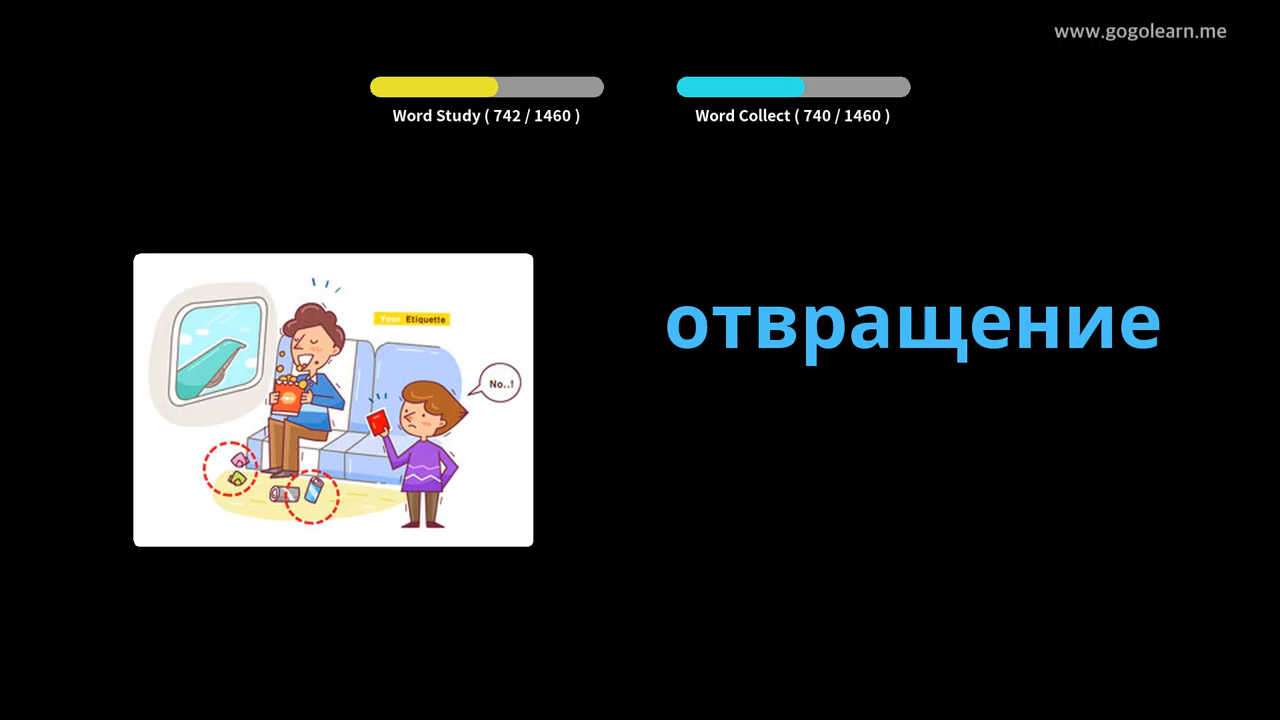 www.gogolearn.me
Word Study ( 742 / 1460 )
Word Collect ( 740 / 1460 )
Your Etiquette
No..!
отвращение